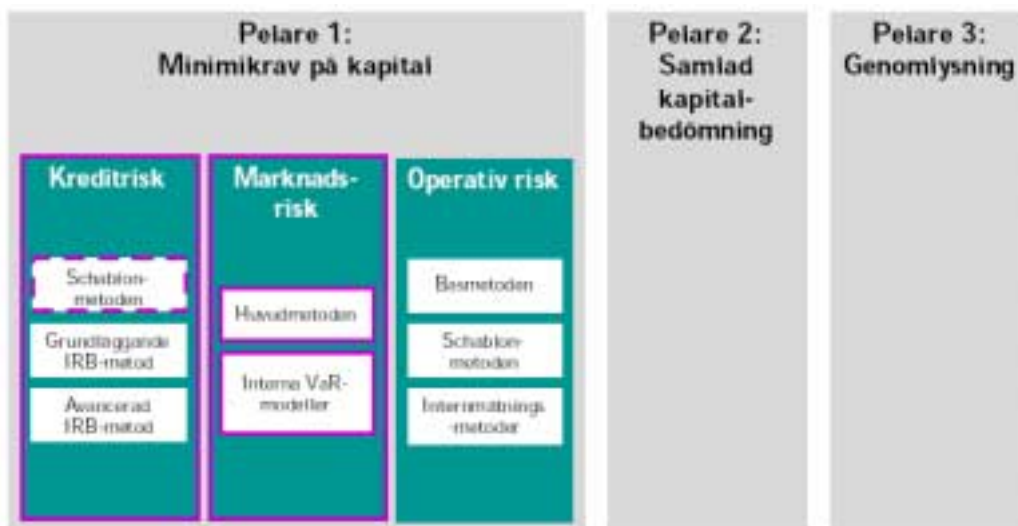 Pelare 1:
Minimikrav på kapital
Kreditrisk
Schablon-
metoden
Grundläggande
IRB-metod
Avancerad
IRB-metod
Marknads-
risk
Huvudmetoden
Interna VaR-
modeller
Operativ risk
Basmetoden
Schablon-
metoden
Internmätnings
-metoder
Pelare 2:
Samlad
kapital-
bedömning
Pelare 3:
Genomlysning